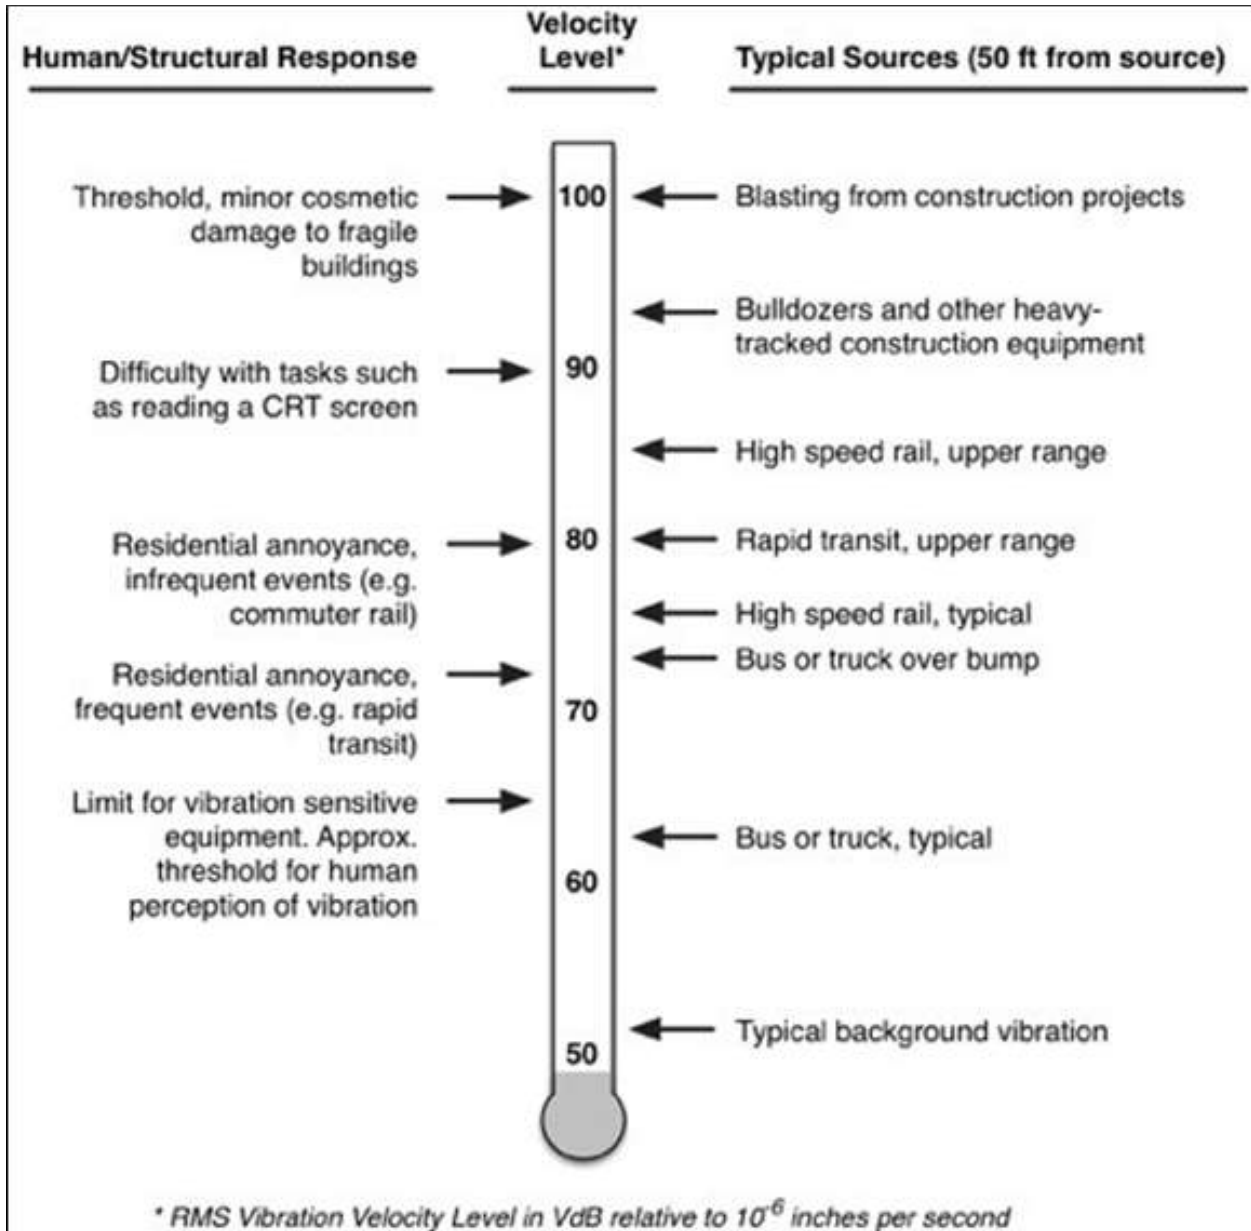 Human/Structural Response
Velocity
Level*
Typical Sources (50 ft from source)
Threshold, minor cosmetic
damage to fragile
buildings
100
Blasting from construction projects
Bulldozers and other heavy-
tracked construction equipment
Difficulty with tasks such
as reading a CRT screen
90
High speed rail, upper range
Residential annoyance,
infrequent events (e.g.
commuter rail)
80
Rapid transit, upper range
High speed rail, typical
Bus or truck over bump
Residential annoyance,
frequent events (e.g. rapid
transit)
70
Limit for vibration sensitive
equipment. Approx.
threshold for human
perception of vibration
Bus or truck, typical
60
Typical background vibration
50
* RMS Vibration Velocity Level in VdB relative to 10⁻⁶ inches per second